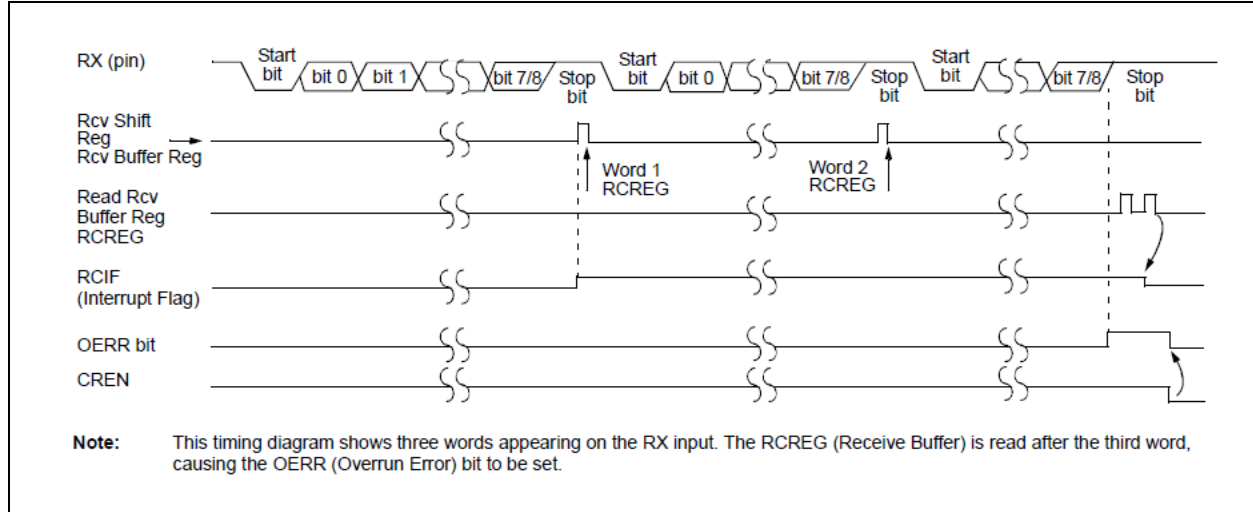 RX (pin)
Start
bit
bit 0
bit 1
bit 7/8
Stop
bit
Start
bit
bit 0
bit 7/8
Stop
bit
Start
bit
bit 7/8
Stop
bit
Rcv Shift
Reg
Rcv Buffer Reg
Word 1
RCREG
Word 2
RCREG
Read Rcv
Buffer Reg
RCREG
RCIF
(Interrupt Flag)
OERR bit
CREN
Note: This timing diagram shows three words appearing on the RX input. The RCREG (Receive Buffer) is read after the third word,
causing the OERR (Overrun Error) bit to be set.